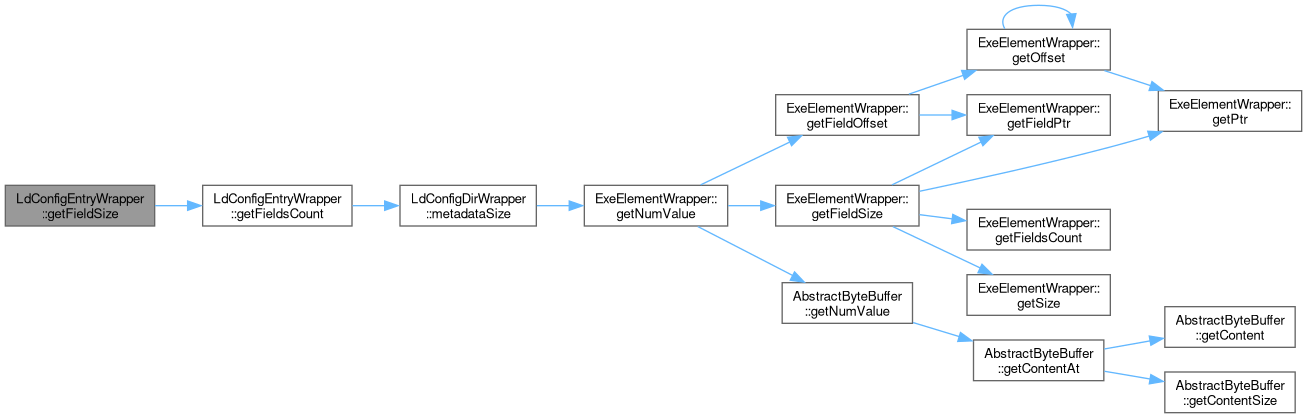 LdConfigEntryWrapper
::getFieldSize
LdConfigEntryWrapper
::getFieldsCount
LdConfigDirWrapper
::metadataSize
ExeElementWrapper::
getNumValue
ExeElementWrapper::
getFieldOffset
ExeElementWrapper::
getOffset
ExeElementWrapper::
getFieldPtr
ExeElementWrapper::
getPtr
ExeElementWrapper::
getFieldSize
ExeElementWrapper::
getFieldsCount
ExeElementWrapper::
getSize
AbstractByteBuffer
::getNumValue
AbstractByteBuffer
::getContentAt
AbstractByteBuffer
::getContent
AbstractByteBuffer
::getContentSize